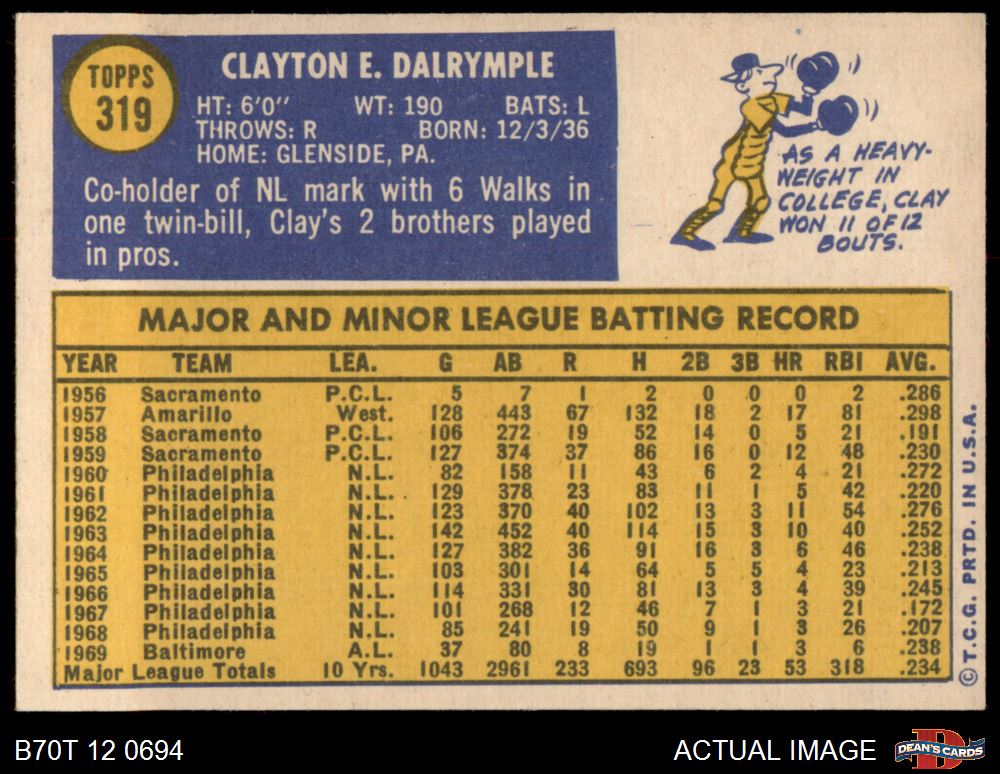 TOPPS
319
CLAYTON E. DALRYMPLE
HT: 6'0" WT: 190 BATS: L
THROWS: R BORN: 12/3/36
HOME: GLENSIDE, PA.
Co-holder of NL mark with 6 Walks in
one twin-bill, Clay's 2 brothers played
in pros.
AS A HEAVY-
WEIGHT IN
COLLEGE, CLAY
WON 11 OF 12
BOUTS.
MAJOR AND MINOR LEAGUE BATTING RECORD
YEAR TEAM LEA. G AB R H 2B 3B HR RBI AVG.
1956 Sacramento P.C.L. 5 7 1 2 0 0 0 2 .286
1957 Amarillo West. 128 443 67 132 18 2 17 81 .298
1958 Sacramento P.C.L. 106 272 19 52 14 0 5 21 .191
1959 Sacramento P.C.L. 127 374 37 86 16 0 12 48 .230
1960 Philadelphia N.L. 82 158 11 43 6 2 4 21 .272
1961 Philadelphia N.L. 129 378 23 83 11 1 5 42 .220
1962 Philadelphia N.L. 123 370 40 102 13 3 11 54 .276
1963 Philadelphia N.L. 142 452 40 114 15 3 10 40 .252
1964 Philadelphia N.L. 127 382 36 91 16 3 6 46 .238
1965 Philadelphia N.L. 103 301 14 64 5 5 4 23 .213
1966 Philadelphia N.L. 114 331 30 81 13 3 4 39 .245
1967 Philadelphia N.L. 101 268 12 46 7 1 3 21 .172
1968 Philadelphia N.L. 85 241 19 50 9 1 3 26 .207
1969 Baltimore A.L. 37 80 8 19 1 1 3 6 .238
Major League Totals 10 Yrs. 1043 2961 233 693 96 23 53 318 .234
© T.C.G. PRTD. IN U.S.A.
B70T 12 0694
ACTUAL IMAGE
DEAN'S CARDS